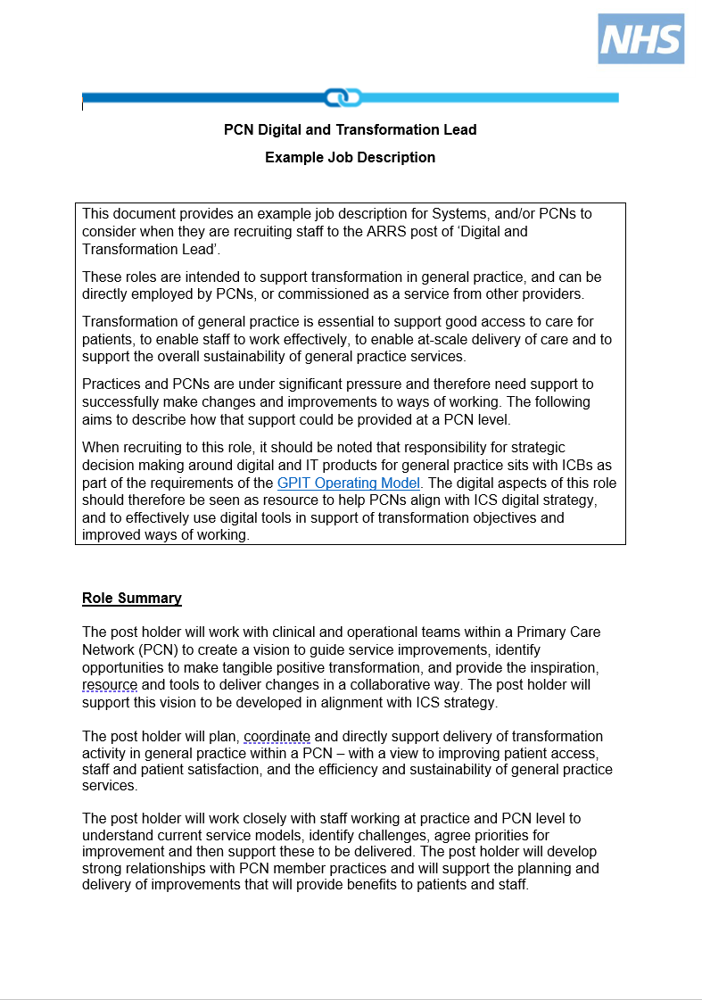 NHS
PCN Digital and Transformation Lead
Example Job Description
This document provides an example job description for Systems, and/or PCNs to
consider when they are recruiting staff to the ARRS post of ‘Digital and
Transformation Lead’.
These roles are intended to support transformation in general practice, and can be
directly employed by PCNs, or commissioned as a service from other providers.
Transformation of general practice is essential to support good access to care for
patients, to enable staff to work effectively, to enable at-scale delivery of care and to
support the overall sustainability of general practice services.
Practices and PCNs are under significant pressure and therefore need support to
successfully make changes and improvements to ways of working. The following
aims to describe how that support could be provided at a PCN level.
When recruiting to this role, it should be noted that responsibility for strategic
decision making around digital and IT products for general practice sits with ICBs as
part of the requirements of the GPIT Operating Model. The digital aspects of this role
should therefore be seen as resource to help PCNs align with ICS digital strategy,
and to effectively use digital tools in support of transformation objectives and
improved ways of working.
Role Summary
The post holder will work with clinical and operational teams within a Primary Care
Network (PCN) to create a vision to guide service improvements, identify
opportunities to make tangible positive transformation, and provide the inspiration,
resource and tools to deliver changes in a collaborative way. The post holder will
support this vision to be developed in alignment with ICS strategy.
The post holder will plan, coordinate and directly support delivery of transformation
activity in general practice within a PCN – with a view to improving patient access,
staff and patient satisfaction, and the efficiency and sustainability of general practice
services.
The post holder will work closely with staff working at practice and PCN level to
understand current service models, identify challenges, agree priorities for
improvement and then support these to be delivered. The post holder will develop
strong relationships with PCN member practices and will support the planning and
delivery of improvements that will provide benefits to patients and staff.